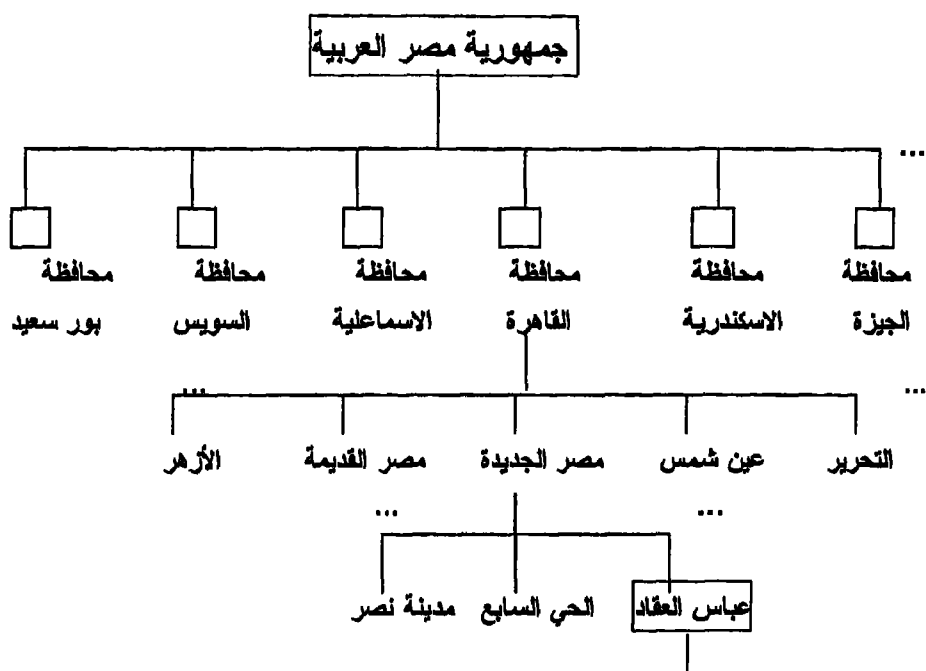 جمهورية مصر العربية
...
محافظة محافظة محافظة محافظة محافظة محافظة
الجيزة الاسكندرية القاهرة الاسماعلية السويس بور سعيد
... ...
التحرير عين شمس مصر الجديدة مصر القديمة الأزهر
... ...
عباس العقاد الحي السابع مدينة نصر